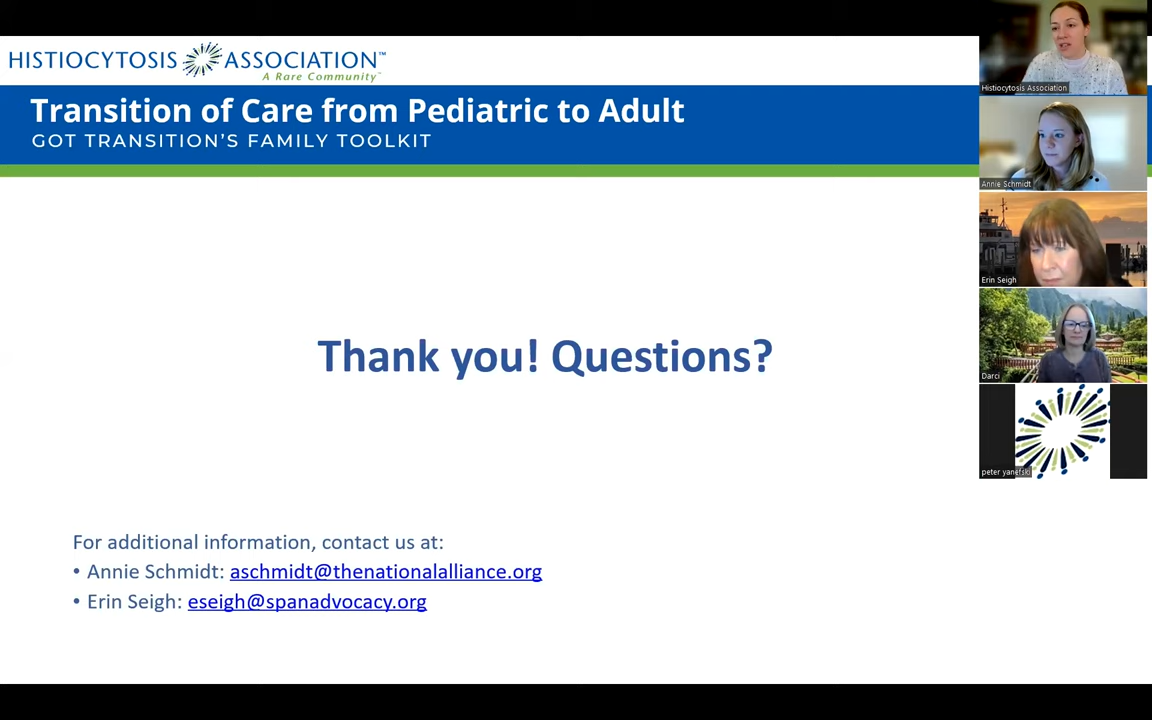 HISTIOCYTOSIS ASSOCIATION™
A Rare Community™
Transition of Care from Pediatric to Adult
GOT TRANSITION'S FAMILY TOOLKIT
Histiocytosis Association
Annie Schmidt
Erin Seigh
Darci
peter yanefski
Thank you! Questions?
For additional information, contact us at:
• Annie Schmidt: aschmidt@thenationalalliance.org
• Erin Seigh: eseigh@spanadvocacy.org